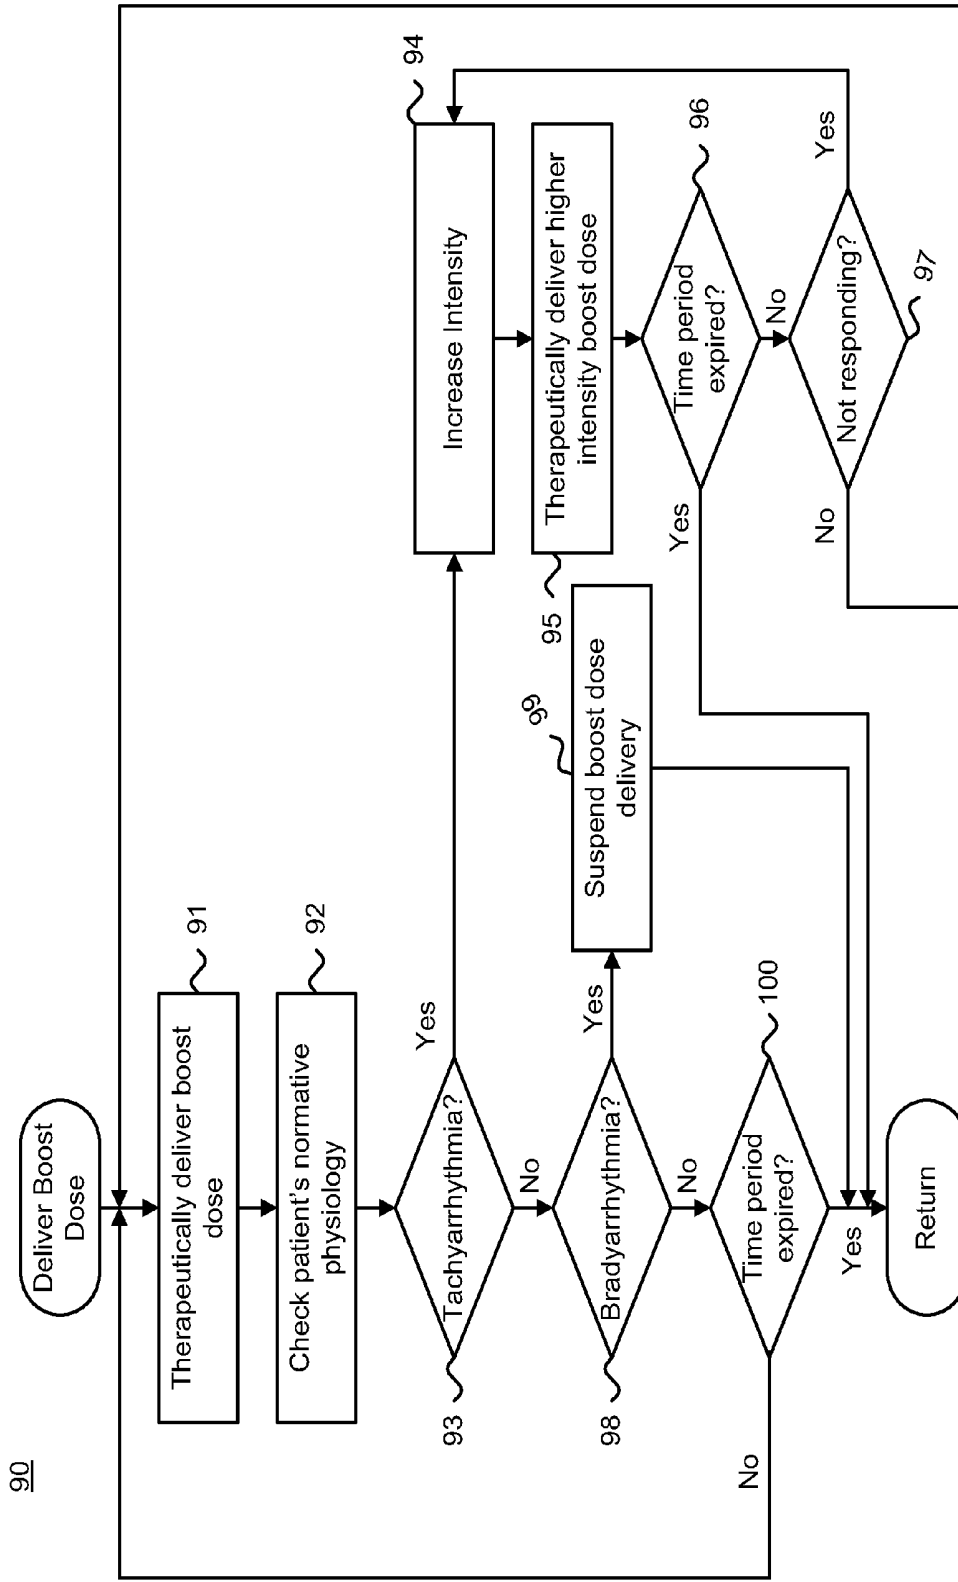 90
Deliver Boost
Dose
Therapeutically deliver boost
dose
91
Check patient's normative
physiology
92
Tachyarrhythmia?
93
Yes
No
Increase Intensity
94
Therapeutically deliver higher
intensity boost dose
95
Time period
expired?
96
Yes
No
Not responding?
97
Yes
No
Bradyarrhythmia?
98
Yes
No
Suspend boost dose
delivery
99
Time period
expired?
100
No
Yes
Return